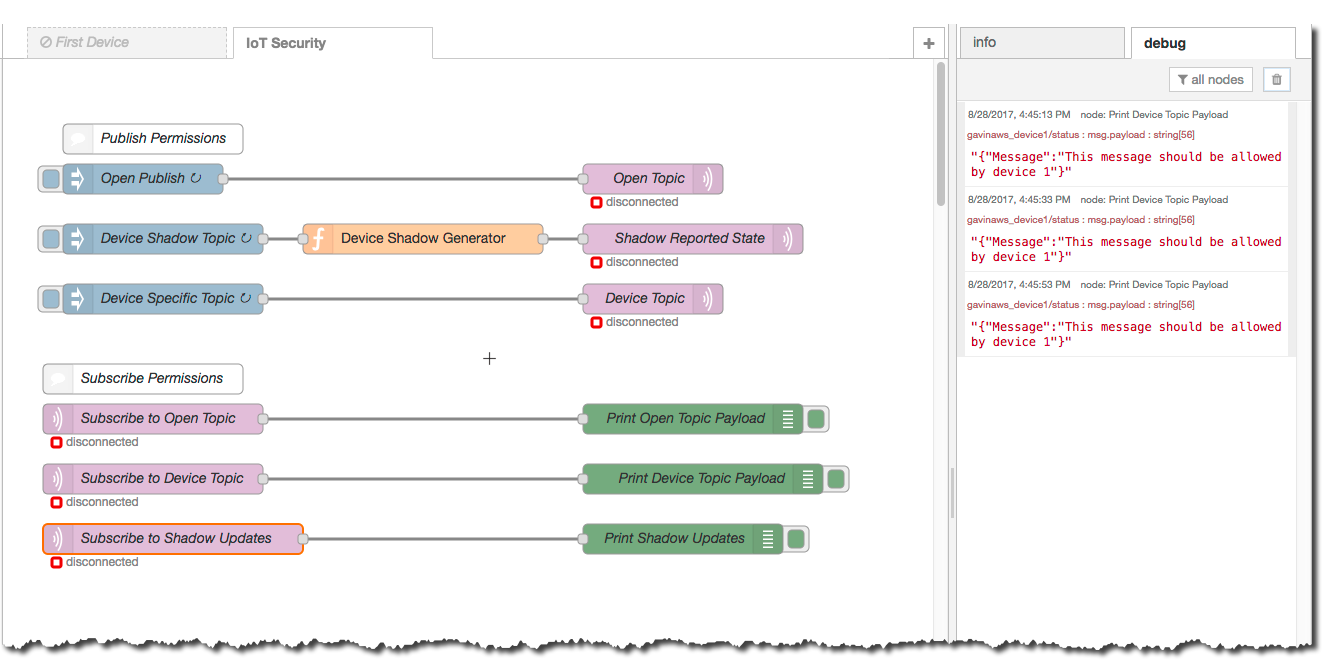 First Device
IoT Security
+
info
debug
all nodes
Publish Permissions
Open Publish ↻
Open Topic
disconnected
Device Shadow Topic ↻
Device Shadow Generator
Shadow Reported State
disconnected
Device Specific Topic ↻
Device Topic
disconnected
Subscribe Permissions
Subscribe to Open Topic
disconnected
Print Open Topic Payload
Subscribe to Device Topic
disconnected
Print Device Topic Payload
Subscribe to Shadow Updates
disconnected
Print Shadow Updates
8/28/2017, 4:45:13 PM node: Print Device Topic Payload
gavinaws_device1/status : msg.payload : string[56]
"{"Message":"This message should be allowed
by device 1"}"
8/28/2017, 4:45:33 PM node: Print Device Topic Payload
gavinaws_device1/status : msg.payload : string[56]
"{"Message":"This message should be allowed
by device 1"}"
8/28/2017, 4:45:53 PM node: Print Device Topic Payload
gavinaws_device1/status : msg.payload : string[56]
"{"Message":"This message should be allowed
by device 1"}"